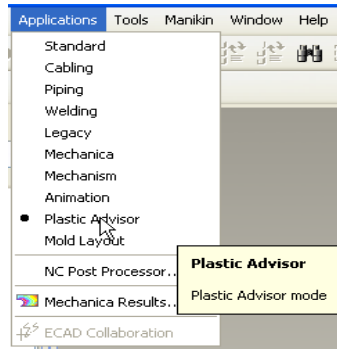 Applications Tools Manikin Window Help
Standard
Cabling
Piping
Welding
Legacy
Mechanica
Mechanism
Animation
Plastic Advisor
Mold Layout
NC Post Processor..
Plastic Advisor
Plastic Advisor mode
Mechanica Results..
ECAD Collaboration